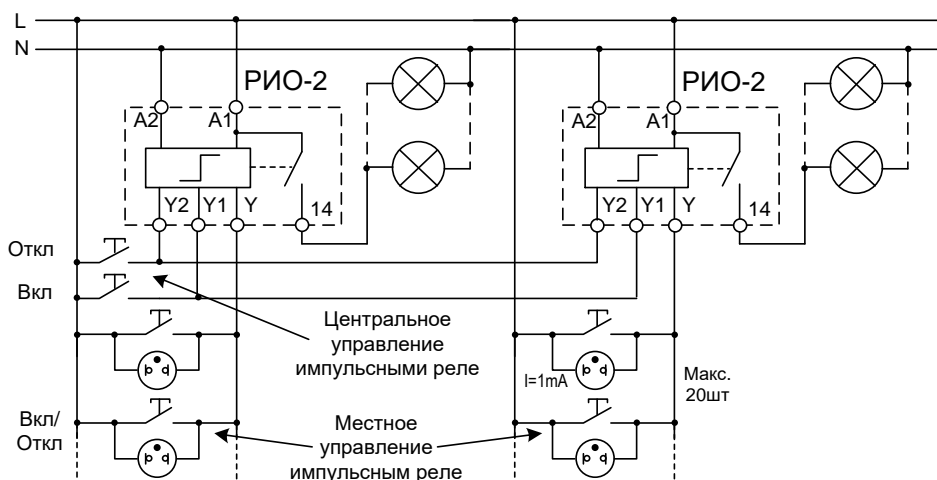 L
N
РИО-2
РИО-2
A2
A1
A2
A1
Y2
Y1
Y
14
Y2
Y1
Y
14
Откл
Вкл
Центральное
управление
импульсными реле
I=1mA
Макс.
20шт
Вкл/
Откл
Местное
управление
импульсным реле